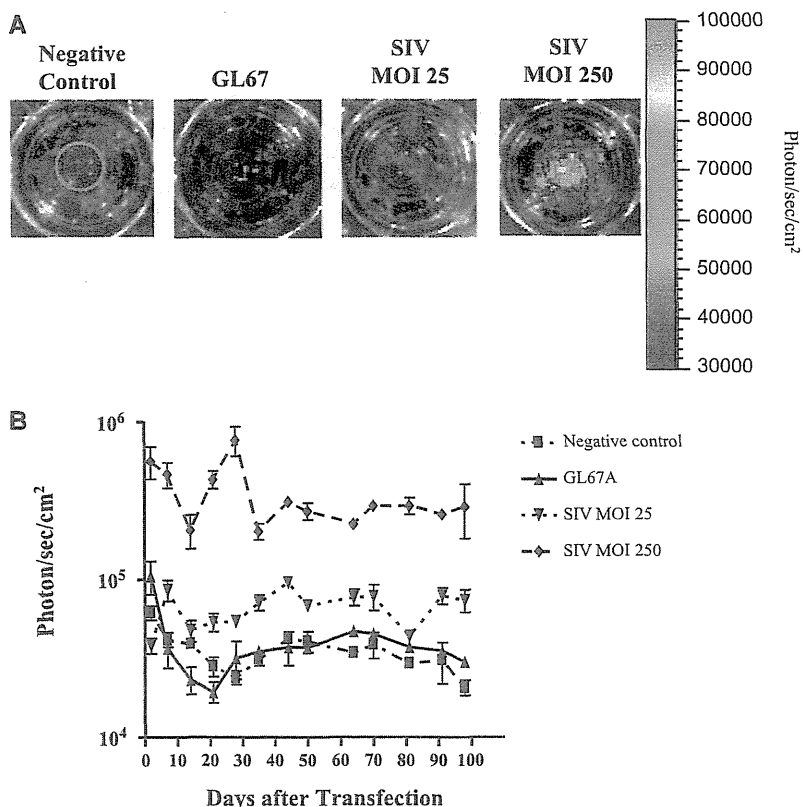 A
Negative
Control
GL67
SIV
MOI 25
SIV
MOI 250
100000
90000
80000
70000
60000
50000
40000
30000
Photon/sec/cm²
B
10⁶
10⁵
10⁴
Photon/sec/cm²
0 10 20 30 40 50 60 70 80 90 100
Days after Transfection
Negative control
GL67A
SIV MOI 25
SIV MOI 250